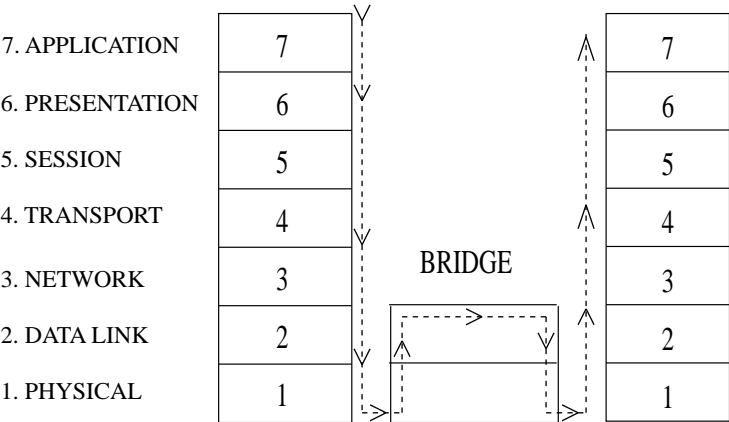 7. APPLICATION 7 7
6. PRESENTATION 6 6
5. SESSION 5 5
4. TRANSPORT 4 4
BRIDGE
3. NETWORK 3 3
2. DATA LINK 2 2
1. PHYSICAL 1 1